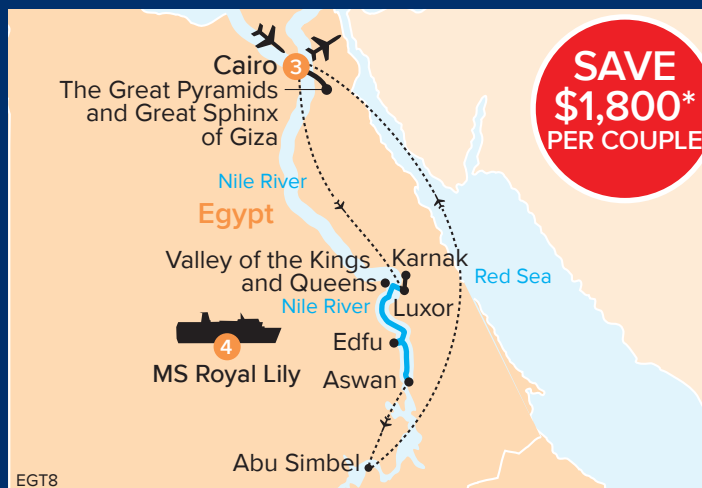 SAVE
$1,800*
PER COUPLE
Cairo 3
The Great Pyramids
and Great Sphinx
of Giza
Nile River
Egypt
Valley of the Kings
and Queens
Karnak
Red Sea
Nile River
Luxor
4
MS Royal Lily
Edfu
Aswan
Abu Simbel
EGT8